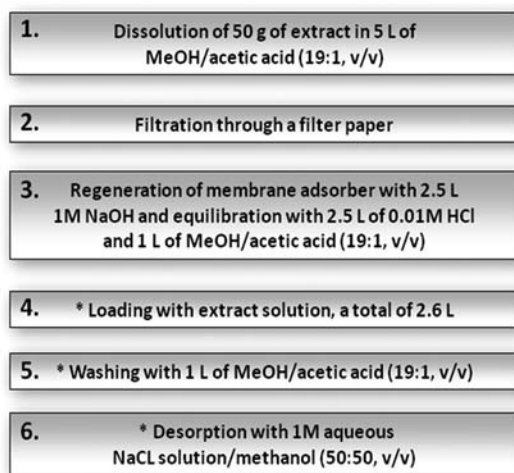 1. Dissolution of 50 g of extract in 5 L of
MeOH/acetic acid (19:1, v/v)
2. Filtration through a filter paper
3. Regeneration of membrane adsorber with 2.5 L
1M NaOH and equilibration with 2.5 L of 0.01M HCl
and 1 L of MeOH/acetic acid (19:1, v/v)
4. * Loading with extract solution, a total of 2.6 L
5. * Washing with 1 L of MeOH/acetic acid (19:1, v/v)
6. * Desorption with 1M aqueous
NaCL solution/methanol (50:50, v/v)